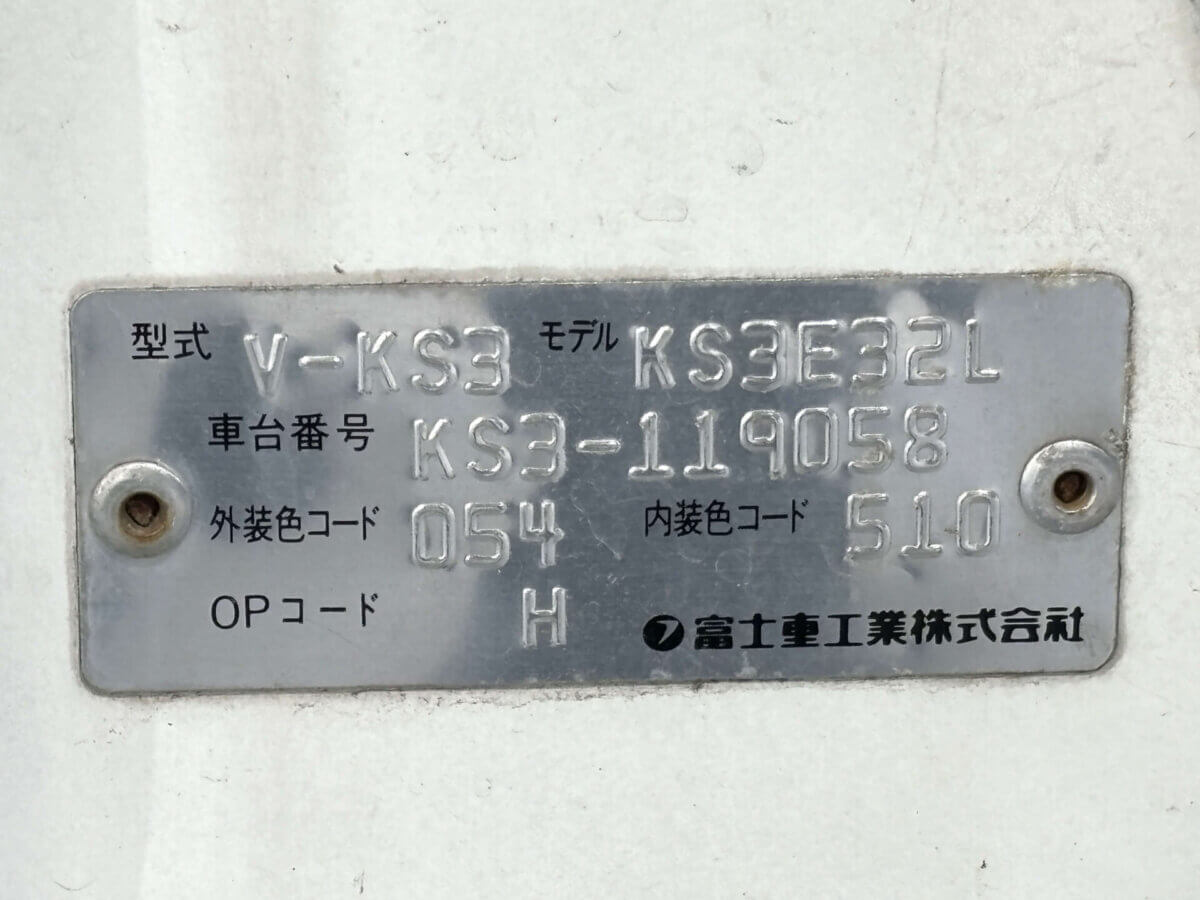 型式 V-KS3 モデル KS3E32L
車台番号 KS3-119058
外装色コード 054 内装色コード 510
OPコード H 富士重工業株式会社